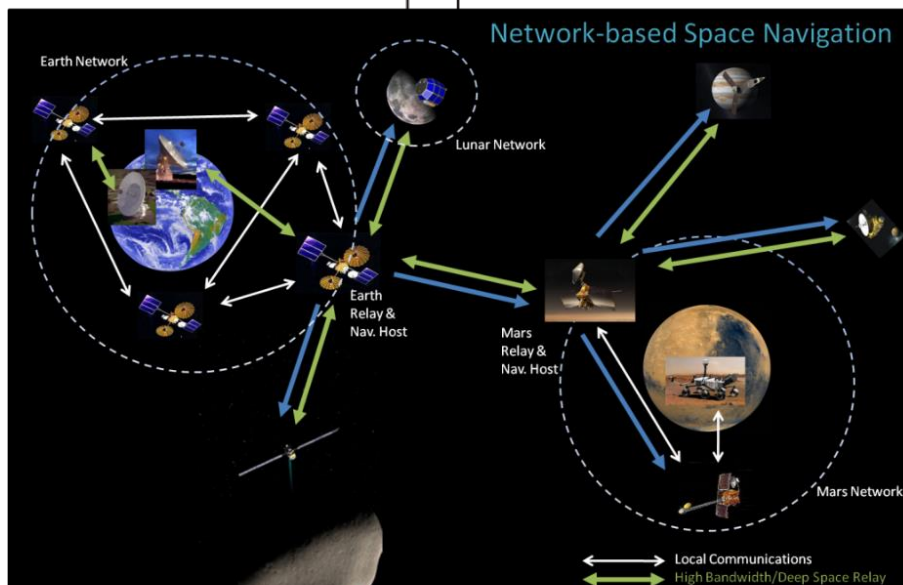 Network-based Space Navigation
Earth Network
Lunar Network
Earth
Relay &
Nav. Host
Mars
Relay &
Nav. Host
Mars Network
Local Communications
High Bandwidth/Deep Space Relay